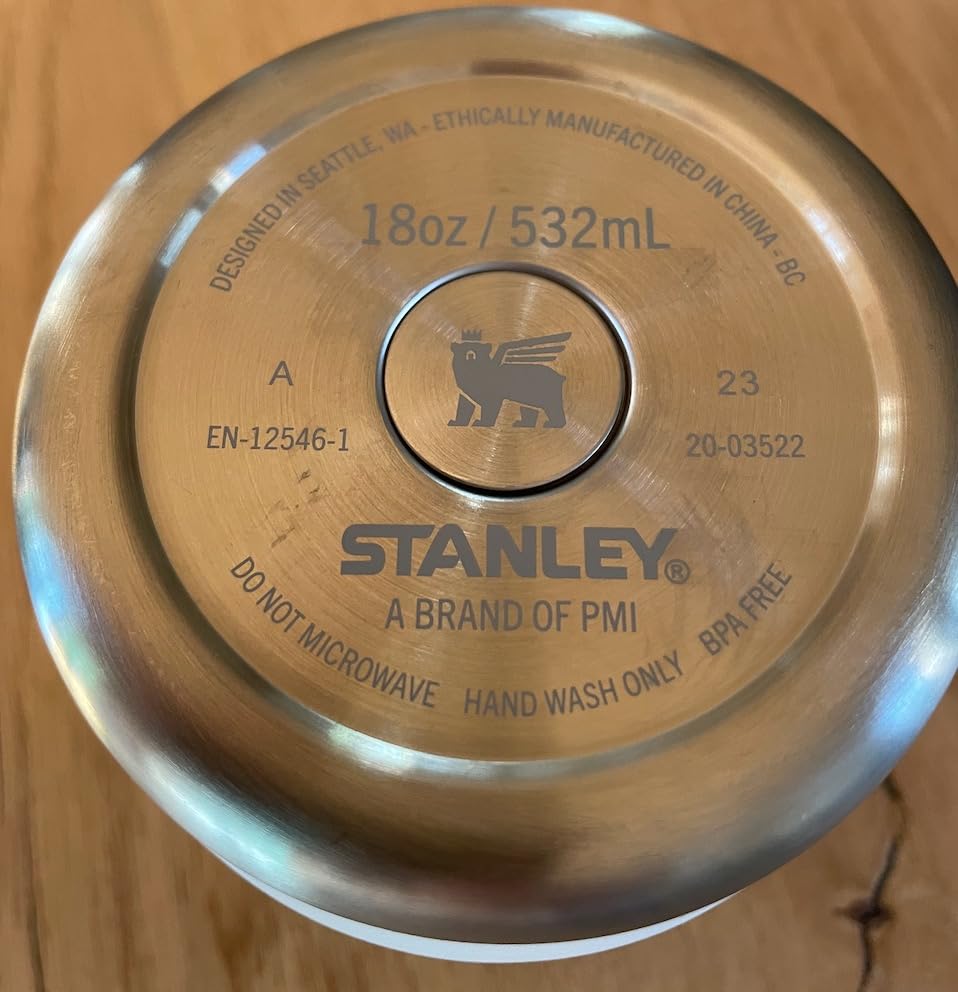 DESIGNED IN SEATTLE, WA - ETHICALLY MANUFACTURED IN CHINA - BC
18oz / 532mL
A
23
EN-12546-1
20-03522
STANLEY®
A BRAND OF PMI
DO NOT MICROWAVE HAND WASH ONLY BPA FREE